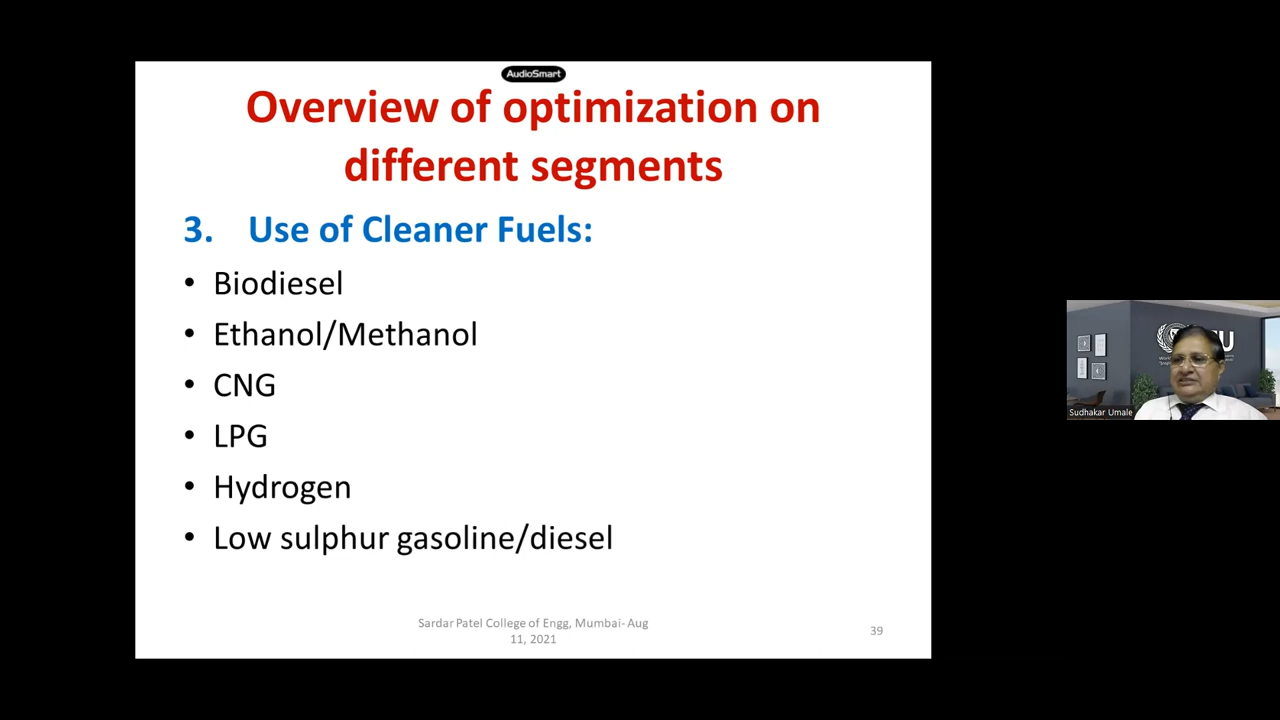 AudioSmart
Overview of optimization on
different segments
3. Use of Cleaner Fuels:
• Biodiesel
• Ethanol/Methanol
• CNG
• LPG
• Hydrogen
• Low sulphur gasoline/diesel
Sardar Patel College of Engg, Mumbai- Aug
11, 2021
39
Sudhakar Umale